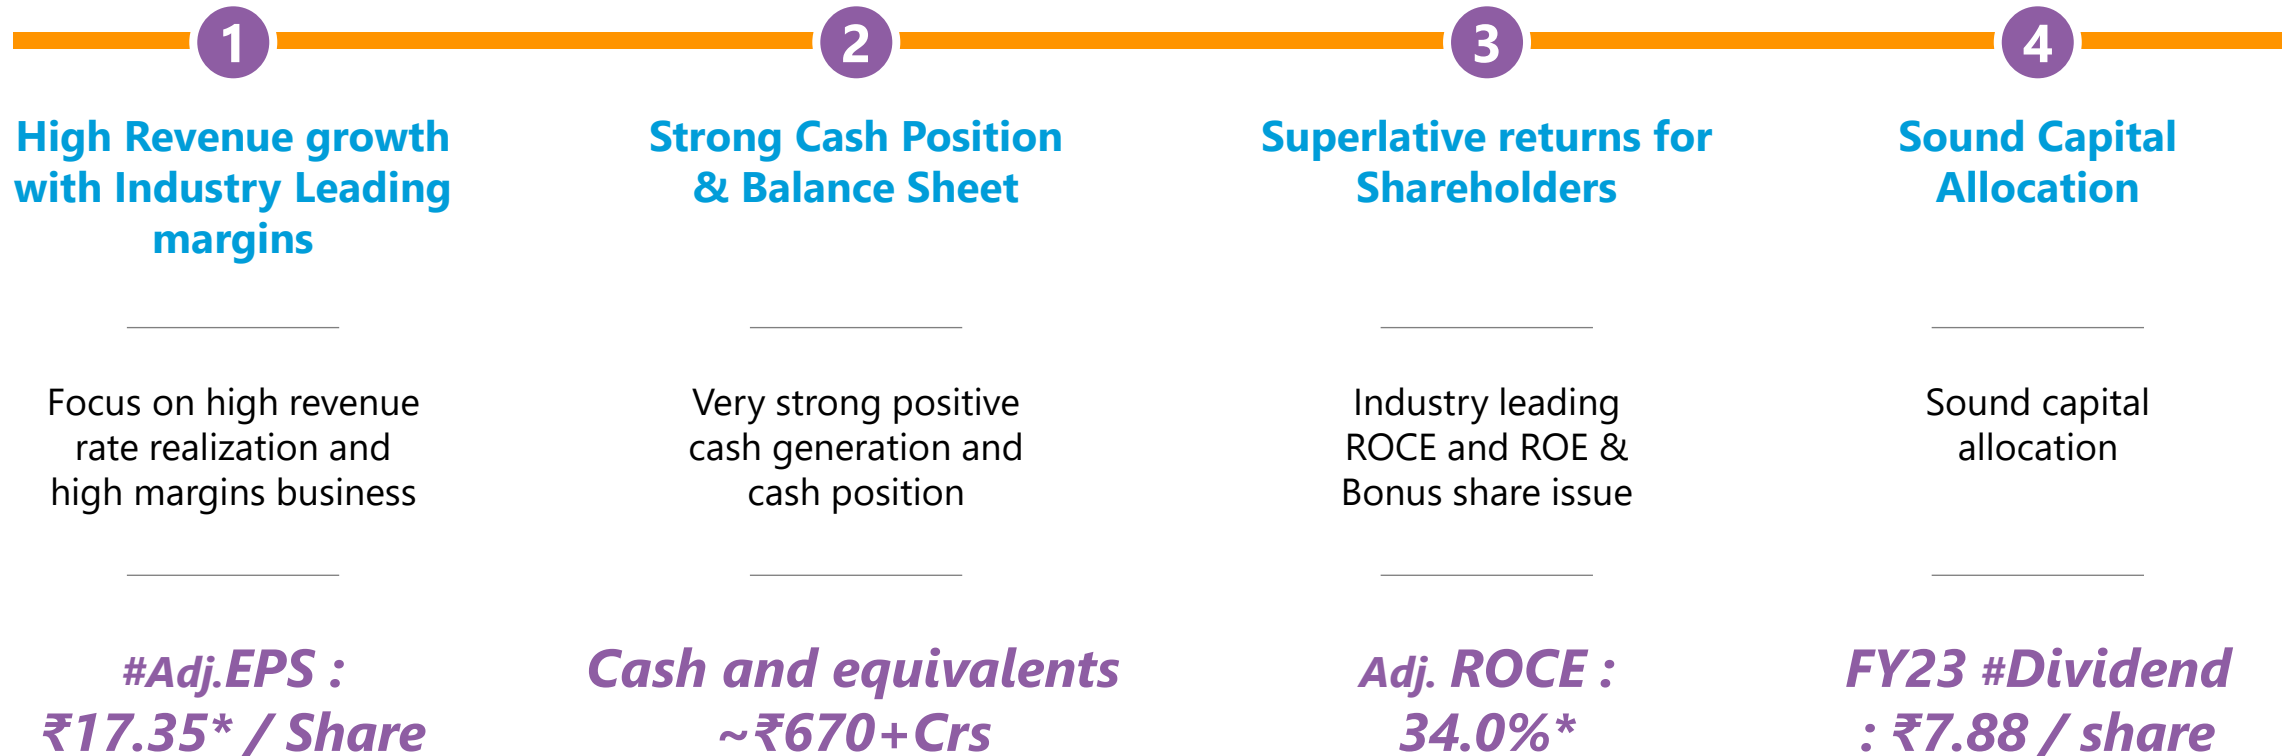 1
High Revenue growth
with Industry Leading
margins
Focus on high revenue
rate realization and
high margins business
#Adj.EPS :
₹17.35* / Share
2
Strong Cash Position
& Balance Sheet
Very strong positive
cash generation and
cash position
Cash and equivalents
~₹670+Crs
3
Superlative returns for
Shareholders
Industry leading
ROCE and ROE &
Bonus share issue
Adj. ROCE :
34.0%*
4
Sound Capital
Allocation
Sound capital
allocation
FY23 #Dividend
: ₹7.88 / share